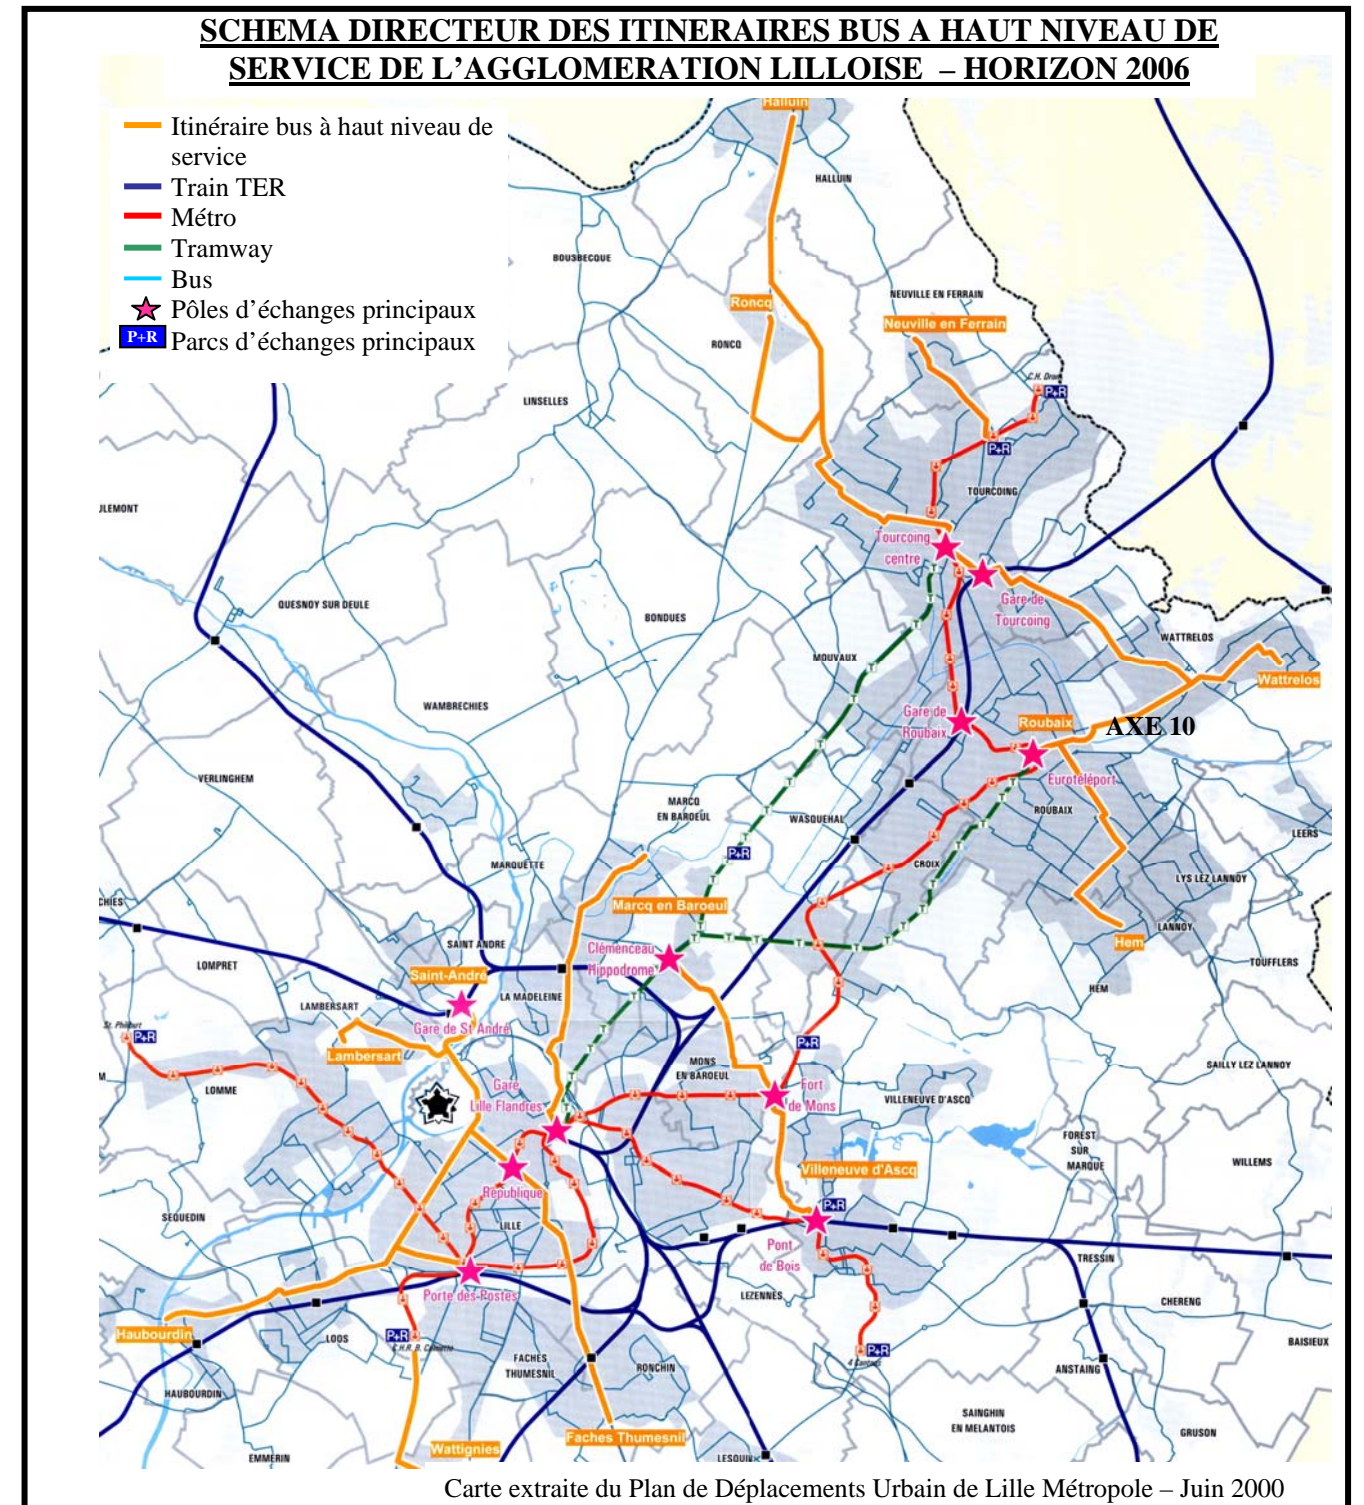 SCHEMA DIRECTEUR DES ITINERAIRES BUS A HAUT NIVEAU DE
SERVICE DE L'AGGLOMERATION LILLOISE – HORIZON 2006
Itinéraire bus à haut niveau de
service
Train TER
Métro
Tramway
Bus
Pôles d'échanges principaux
P+R Parcs d'échanges principaux
Halluin
HALLUIN
BOUSBECQUE
Roncq
RONCQ
NEUVILLE EN FERRAIN
Neuville en Ferrain
C.H. Dron
P+R
LINSELLES
P+R
TOURCOING
ULEMONT
Tourcoing
centre
Gare de
Tourcoing
QUESNOY SUR DEULE
BONDUES
MOUVAUX
WATTRELOS
Wattrelos
WAMBRECHIES
Gare de
Roubaix
Roubaix
AXE 10
Eurotéléport
VERLINGHEM
MARCQ
EN BAROEUL
WASQUEHAL
ROUBAIX
LEERS
P+R
MARQUETTE
CROIX
LYS LEZ LANNOY
CHIES
Marcq en Baroeul
LANNOY
Hem
SAINT ANDRE
Clémenceau
Hippodrome
LOMPRET
Saint-André
TOUFFLERS
LA MADELEINE
HEM
LAMBERSART
Gare de St André
St. Philibert
P+R
P+R
Lambersart
M
LOMME
MONS
EN BAROEUL
SAILLY LEZ LANNOY
Gare
Lille Flandres
Fort
de Mons
VILLENEUVE D'ASCQ
FOREST
SUR
MARQUE
WILLEMS
Villeneuve d'Ascq
République
P+R
SEQUEDIN
LILLE
Pont
de Bois
TRESSIN
Porte des Postes
LEZENNES
CHERENG
Haubourdin
LOOS
P+R
C.H.R. B. Calmette
P+R
4 Cantons
BAISIEUX
FACHES
THUMESNIL
RONCHIN
ANSTAING
HAUBOURDIN
SAINGHIN
EN MELANTOIS
GRUSON
Wattignies
Faches Thumesnil
EMMERIN
LESQUIN
Carte extraite du Plan de Déplacements Urbain de Lille Métropole – Juin 2000